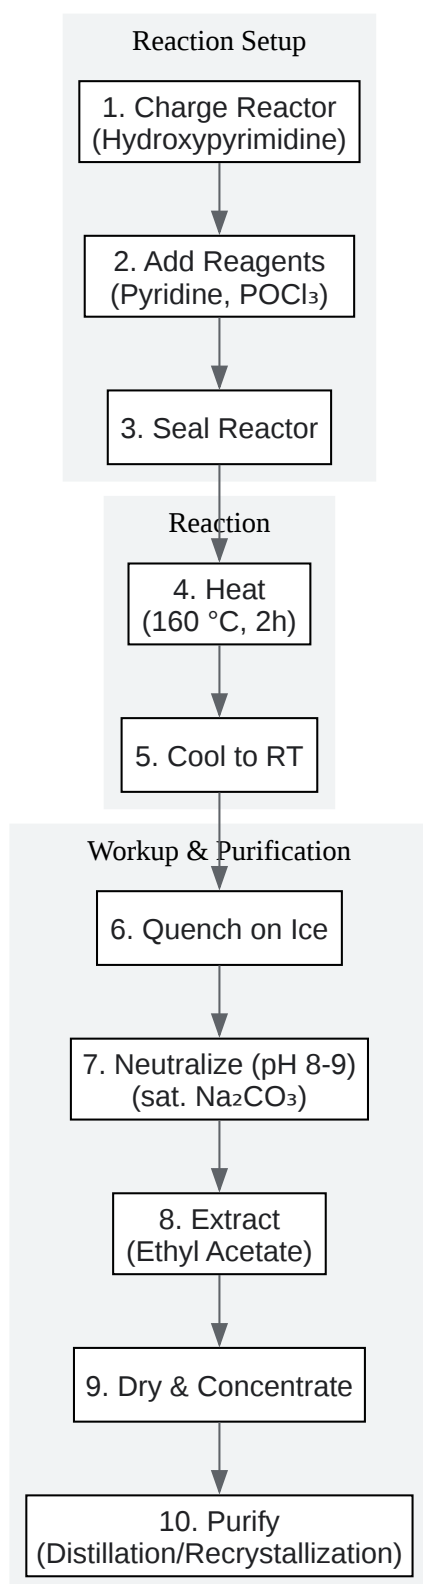 Reaction Setup
1. Charge Reactor
(Hydroxypyrimidine)
2. Add Reagents
(Pyridine, POCl₃)
3. Seal Reactor
Reaction
4. Heat
(160 °C, 2h)
5. Cool to RT
Workup & Purification
6. Quench on Ice
7. Neutralize (pH 8-9)
(sat. Na₂CO₃)
8. Extract
(Ethyl Acetate)
9. Dry & Concentrate
10. Purify
(Distillation/Recrystallization)